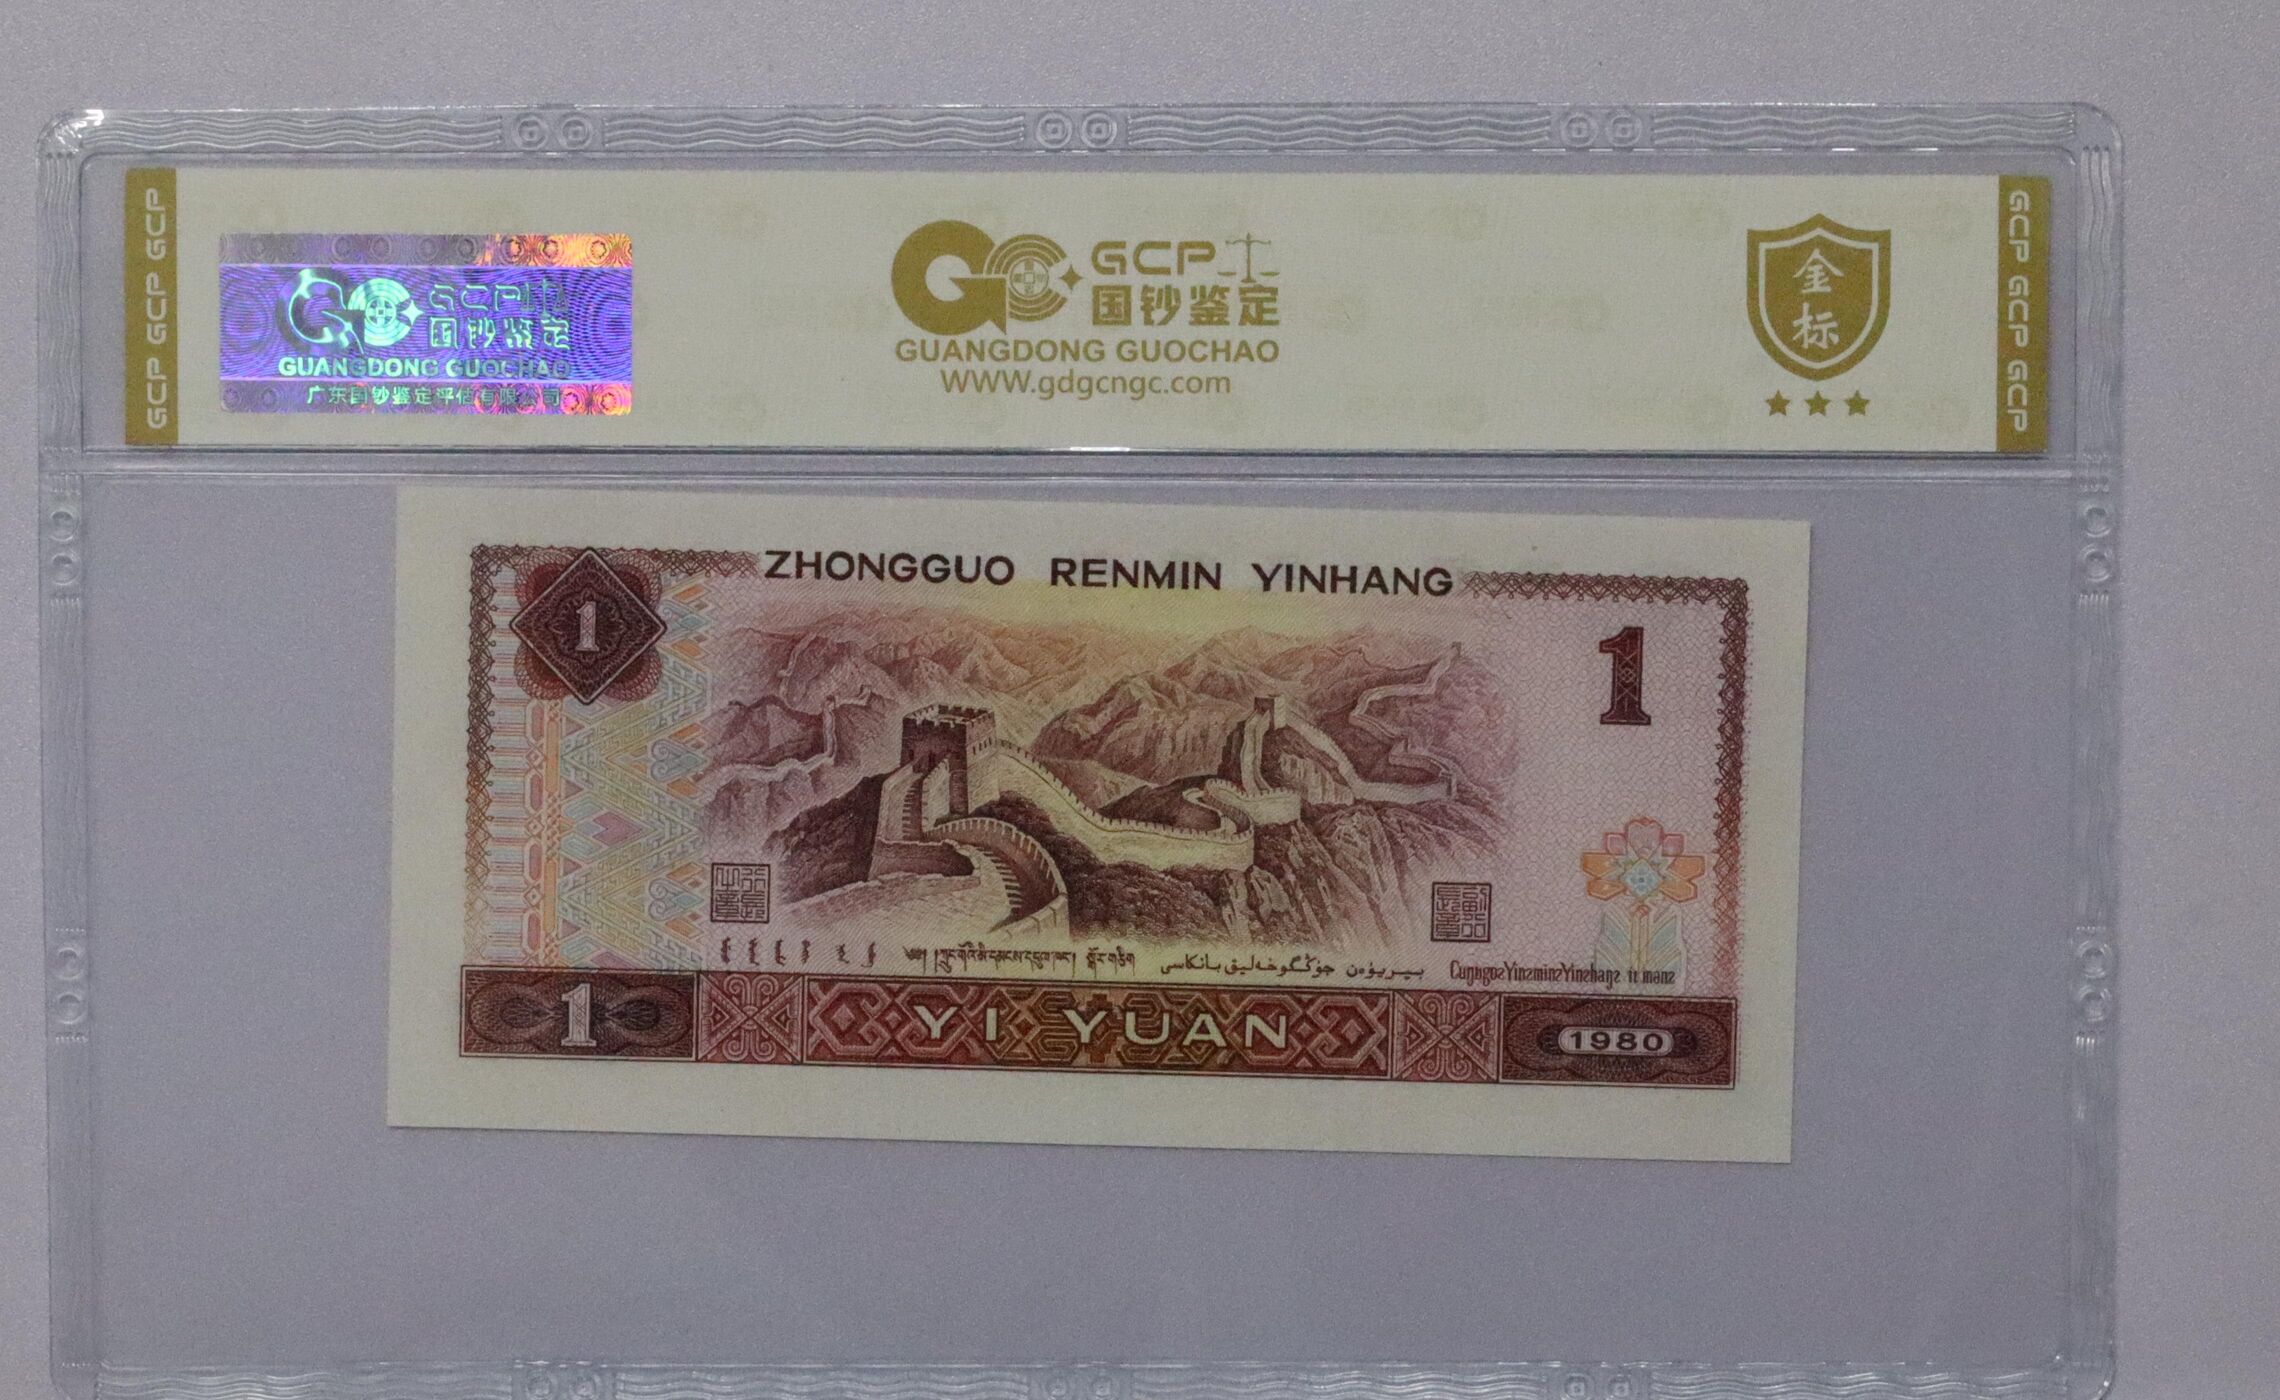 GCP GCP GCP
GCP
国钞鉴定
GUANGDONG GUOCHAO
广东国钞鉴定评估有限公司
GCP
国钞鉴定
GUANGDONG GUOCHAO
WWW.gdgcngc.com
金
标
GCP GCP GCP
ZHONGGUO RENMIN YINHANG
1
1
1
YI YUAN
1980